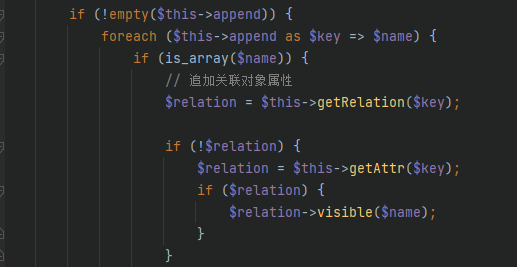 if (!empty($this->append)) {
foreach ($this->append as $key => $name) {
if (is_array($name)) {
// 追加关联对象属性
$relation = $this->getRelation($key);
if (!$relation) {
$relation = $this->getAttr($key);
if ($relation) {
$relation->visible($name);
}
}